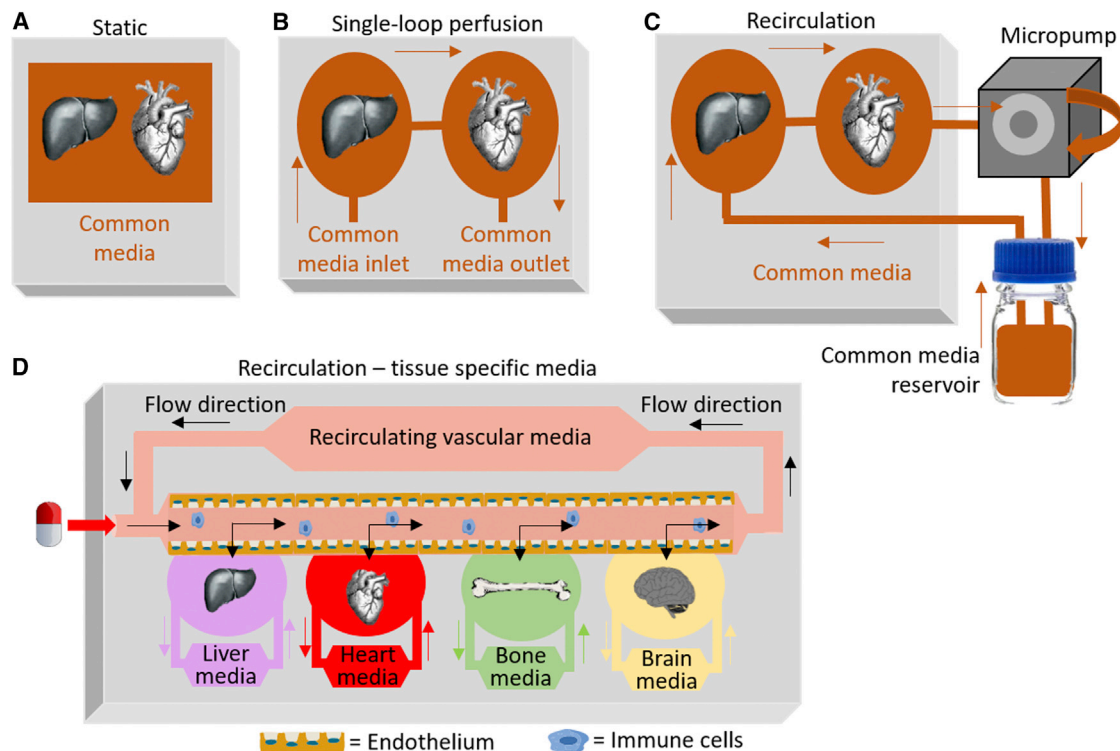 A
Static
Common
media
B
Single-loop perfusion
Common
media inlet
Common
media outlet
C
Recirculation
Micropump
Common media
Common media
reservoir
D
Recirculation – tissue specific media
Flow direction
Flow direction
Recirculating vascular media
Liver
media
Heart
media
Bone
media
Brain
media
= Endothelium
= Immune cells